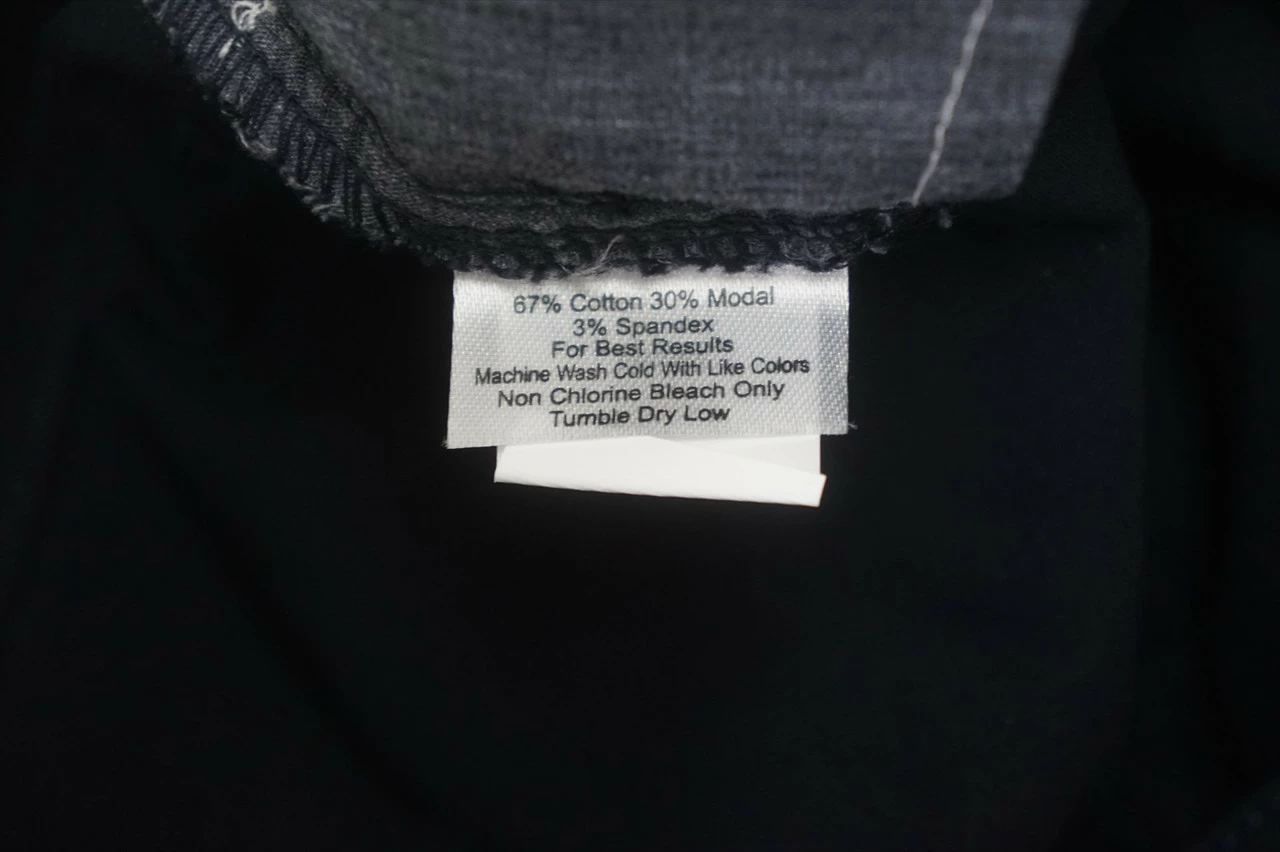 67% Cotton 30% Modal
3% Spandex
For Best Results
Machine Wash Cold With Like Colors
Non Chlorine Bleach Only
Tumble Dry Low